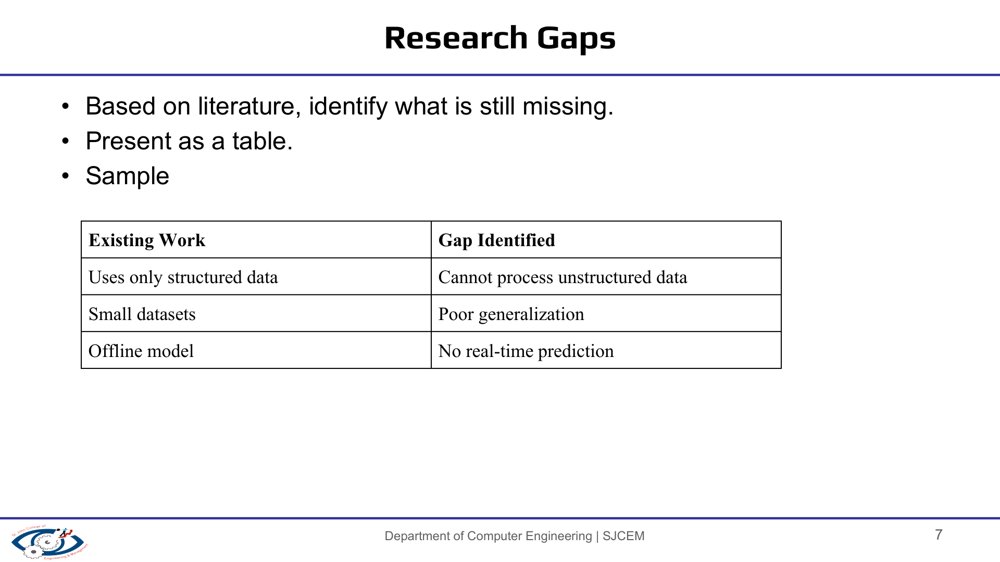 Research Gaps
• Based on literature, identify what is still missing.
• Present as a table.
• Sample
Existing Work Gap Identified
Uses only structured data Cannot process unstructured data
Small datasets Poor generalization
Offline model No real-time prediction
St. John College of
Engineering & Management
Department of Computer Engineering | SJCEM
7